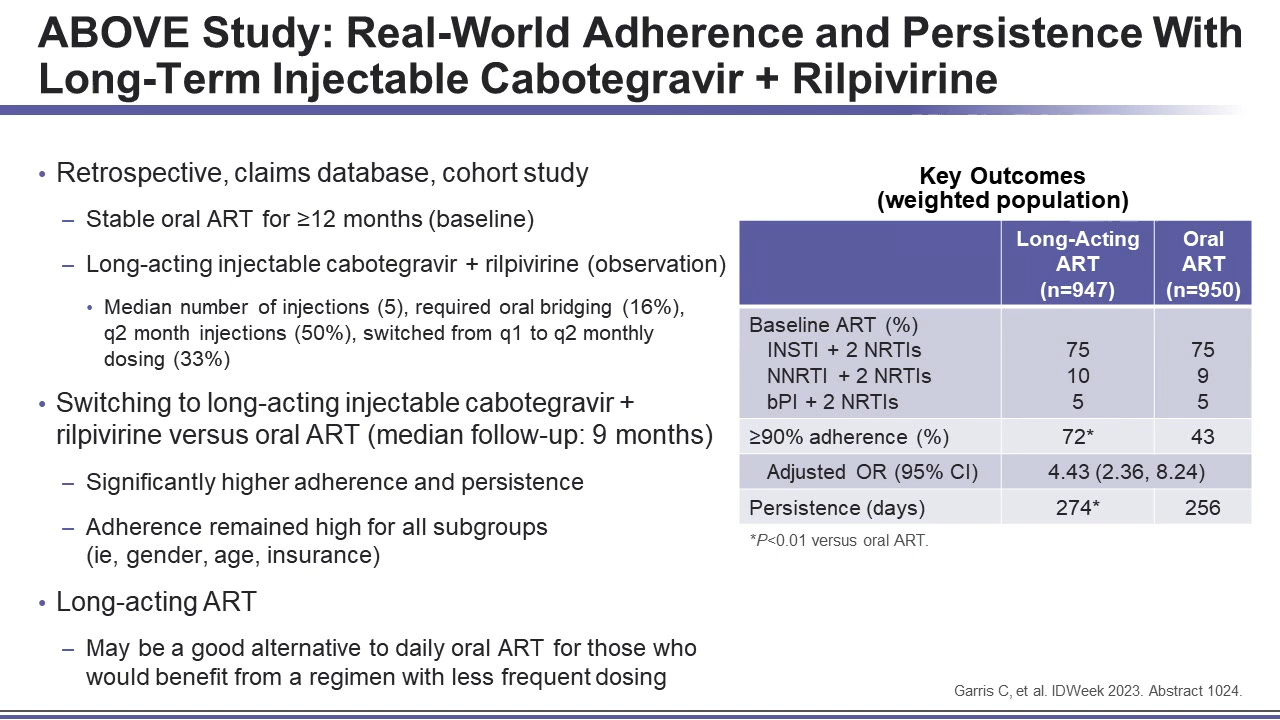 ABOVE Study: Real-World Adherence and Persistence With
Long-Term Injectable Cabotegravir + Rilpivirine
• Retrospective, claims database, cohort study
– Stable oral ART for ≥12 months (baseline)
– Long-acting injectable cabotegravir + rilpivirine (observation)
• Median number of injections (5), required oral bridging (16%),
q2 month injections (50%), switched from q1 to q2 monthly
dosing (33%)
• Switching to long-acting injectable cabotegravir +
rilpivirine versus oral ART (median follow-up: 9 months)
– Significantly higher adherence and persistence
– Adherence remained high for all subgroups
(ie, gender, age, insurance)
• Long-acting ART
– May be a good alternative to daily oral ART for those who
would benefit from a regimen with less frequent dosing
Key Outcomes
(weighted population)
Long-Acting Oral
ART ART
(n=947) (n=950)
Baseline ART (%)
INSTI + 2 NRTIs 75 75
NNRTI + 2 NRTIs 10 9
bPI + 2 NRTIs 5 5
≥90% adherence (%) 72* 43
Adjusted OR (95% CI) 4.43 (2.36, 8.24)
Persistence (days) 274* 256
*P<0.01 versus oral ART.
Garris C, et al. IDWeek 2023. Abstract 1024.